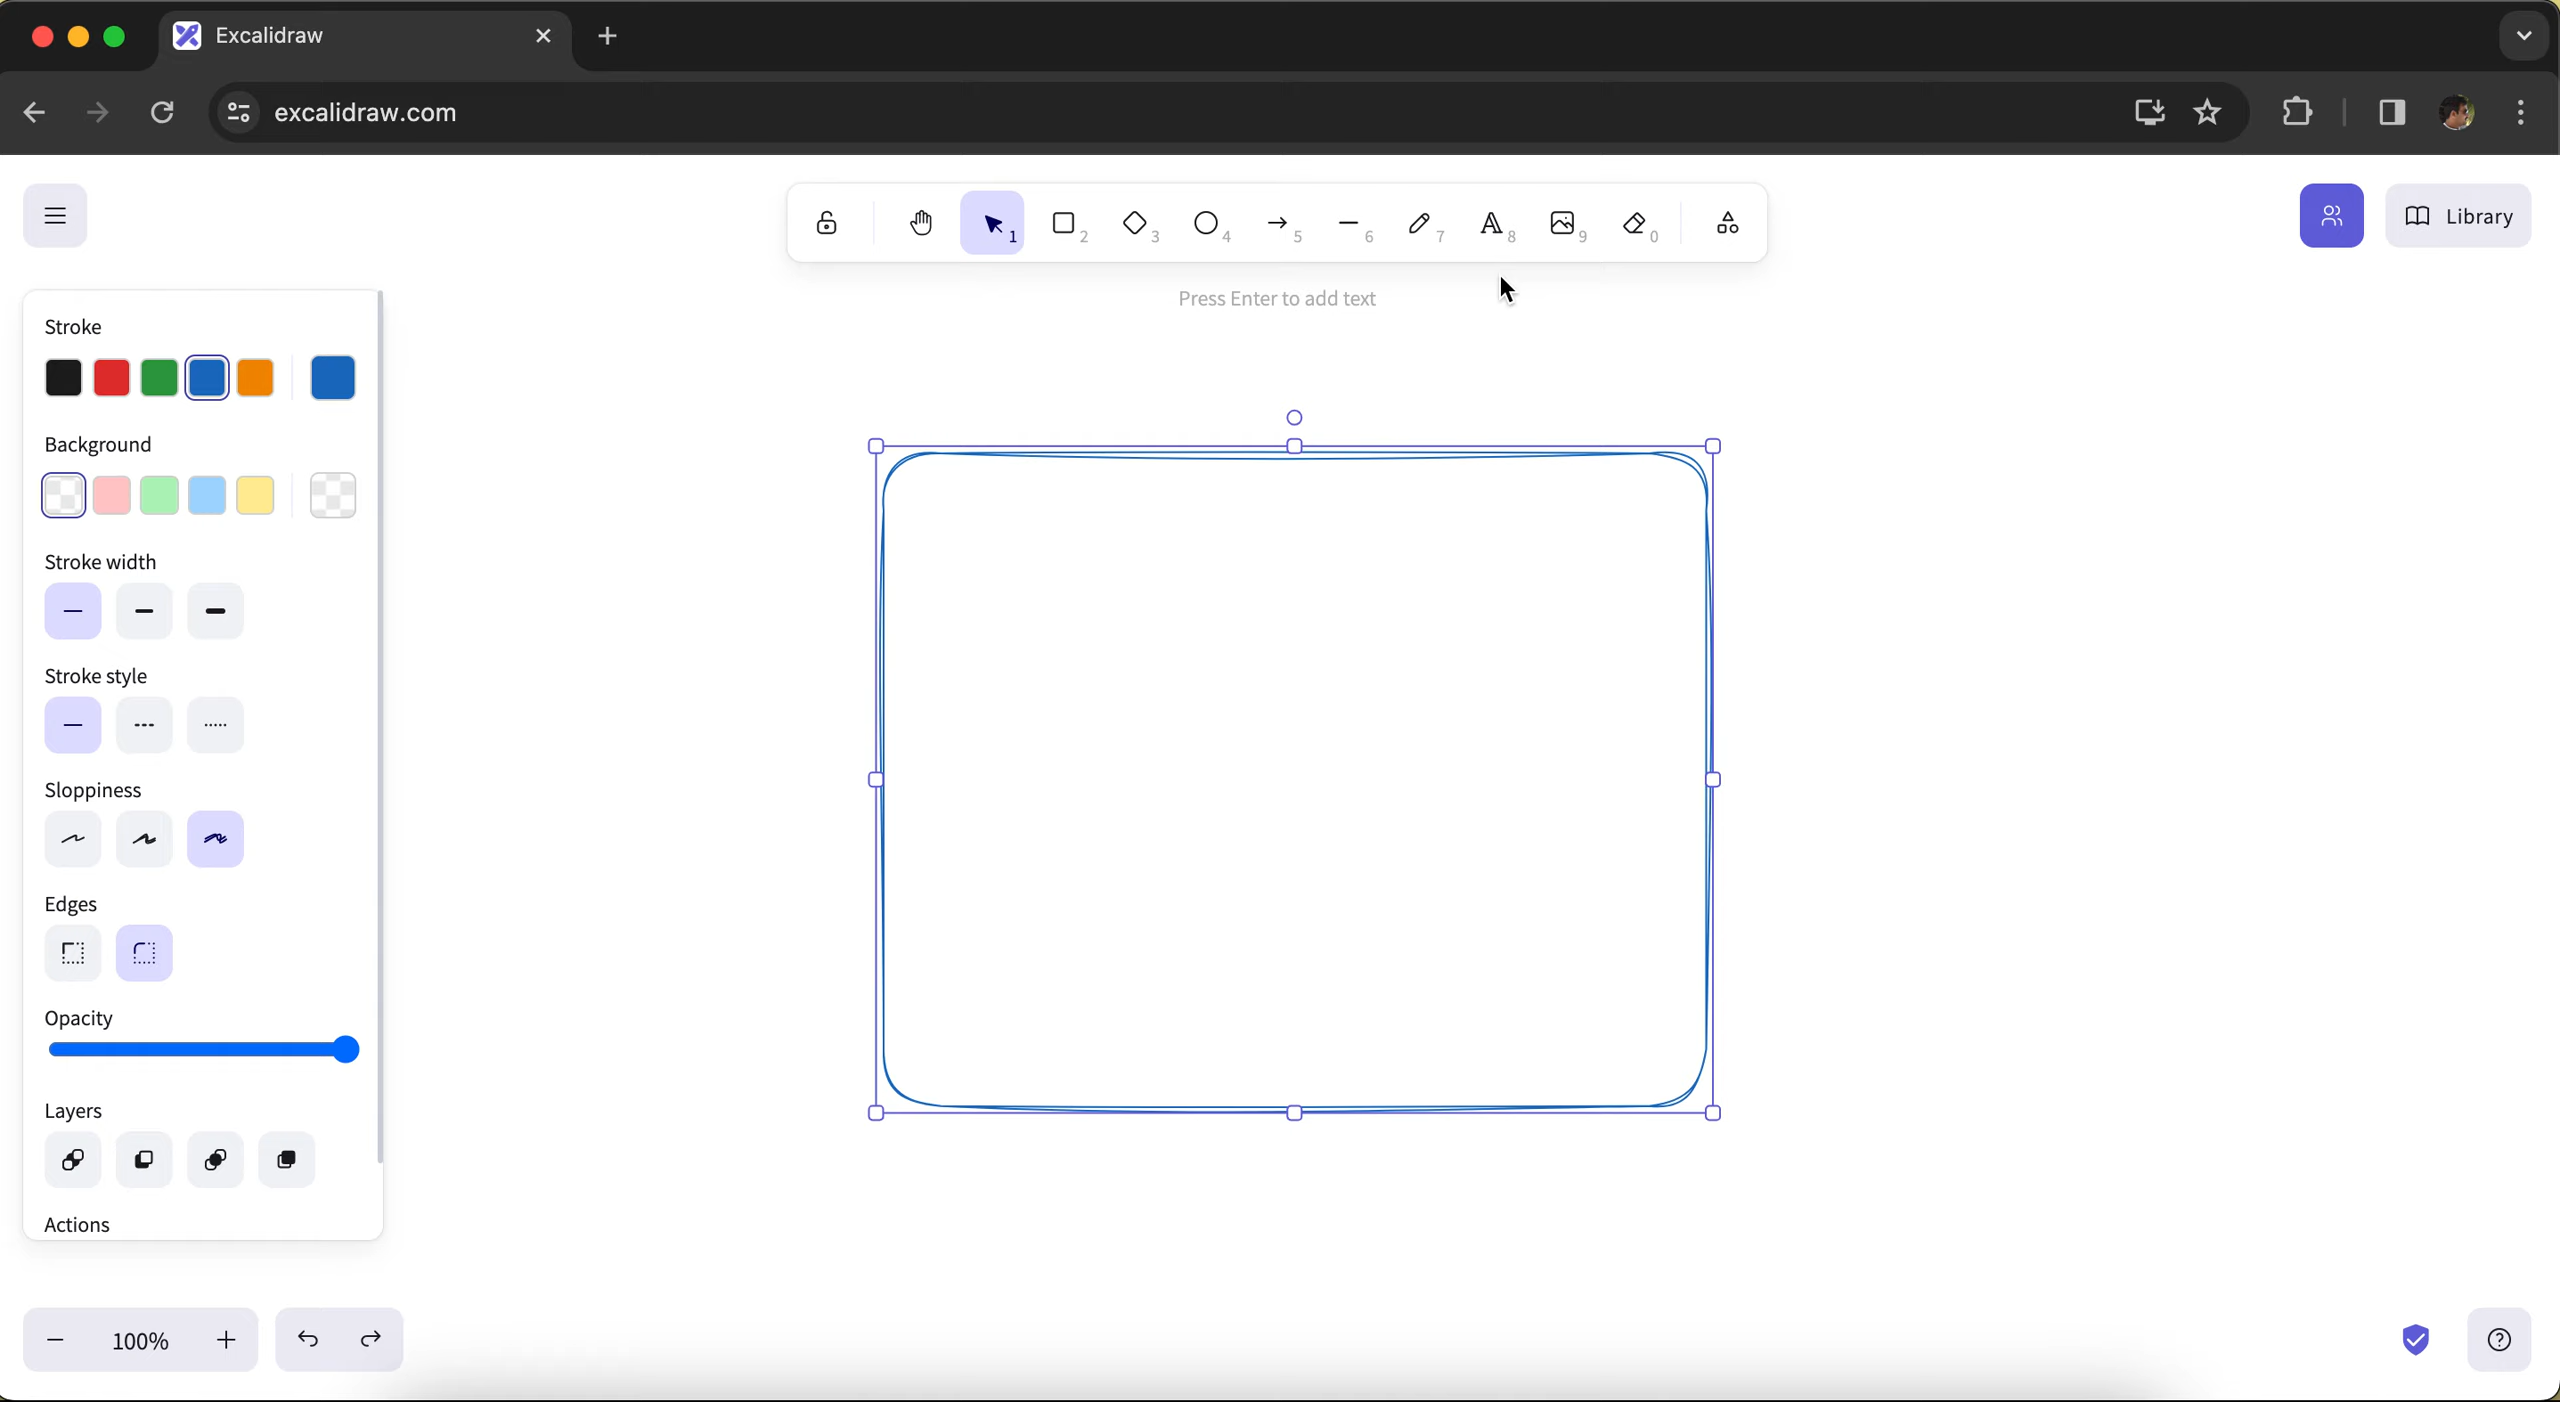 Excalidraw
excalidraw.com
1
2
3
4
5
6
7
8
9
0
Library
Press Enter to add text
Stroke
Background
Stroke width
Stroke style
Sloppiness
Edges
Opacity
Layers
Actions
100%